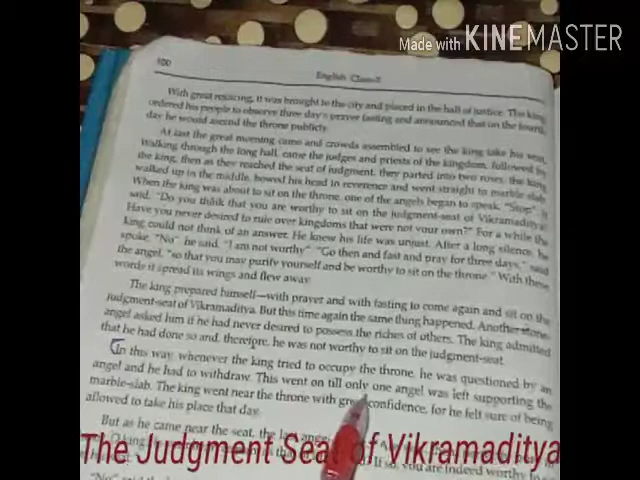 Made with KINEMASTER
100
English Class-X
With great rejoicing, it was brought to the city and placed in the hall of justice. The king
ordered his people to observe three day's prayer fasting and announced that on the fourth
day he would ascend the throne publicly.
At last the great morning came and crowds assembled to see the king take his seat.
Walking through the long hall, came the judges and priests of the kingdom, followed by
the king, then as they reached the seat of judgment, they parted into two roses, the king
walked up in the middle, bowed his head in reverence and went straight to marble slab.
When the king was about to sit on the throne, one of the angels began to speak. "Stop" it
said, "Do you think that you are worthy to sit on the judgment-seat of Vikramaditya?
Have you never desired to rule over kingdoms that were not your own?" For a while the
king could not think of an answer. He knew his life was unjust. After a long silence, he
spoke. "No" he said. "I am not worthy". "Go then and fast and pray for three days," said
the angel, "so that you may purify yourself and be worthy to sit on the throne." With these
words it spread its wings and flew away.
The king prepared himself—with prayer and with fasting to come again and sit on the
judgment-seat of Vikramaditya. But this time again the same thing happened. Another stone-
angel asked him if he had never desired to possess the riches of others. The king admitted
that he had done so and, therefore, he was not worthy to sit on the judgment-seat.
In this way, whenever the king tried to occupy the throne, he was questioned by an
angel and he had to withdraw. This went on till only one angel was left supporting the
marble-slab. The king went near the throne with great confidence, for he felt sure of being
allowed to take his place that day.
But as he came near the seat, the last angel
The Judgment Seat of Vikramaditya
If so, you are indeed worthy to
"No" said the